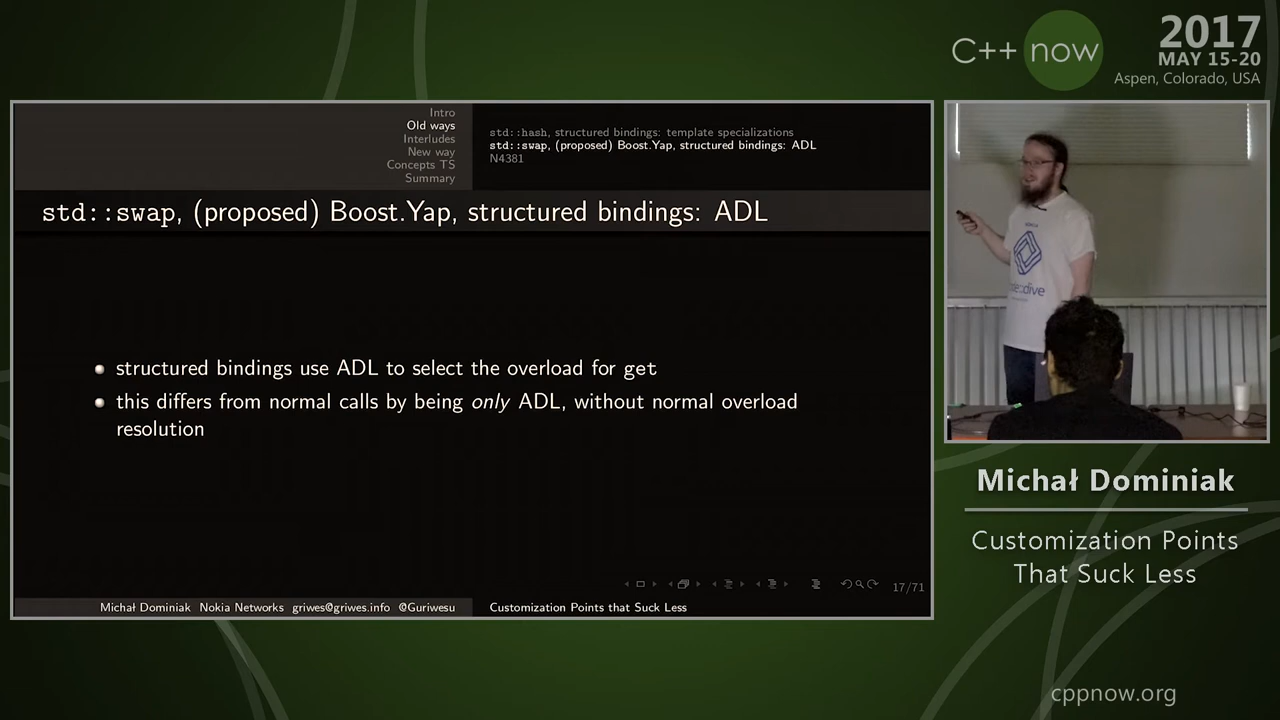 C++ now
2017
MAY 15-20
Aspen, Colorado, USA
Intro
Old ways
Interludes
New way
Concepts TS
Summary
std::hash, structured bindings: template specializations
std::swap, (proposed) Boost.Yap, structured bindings: ADL
N4381
std::swap, (proposed) Boost.Yap, structured bindings: ADL
structured bindings use ADL to select the overload for get
this differs from normal calls by being only ADL, without normal overload
resolution
17/71
Michał Dominiak Nokia Networks griwes@griwes.info @Guriwesu
Customization Points that Suck Less
Michał Dominiak
Customization Points
That Suck Less
cppnow.org